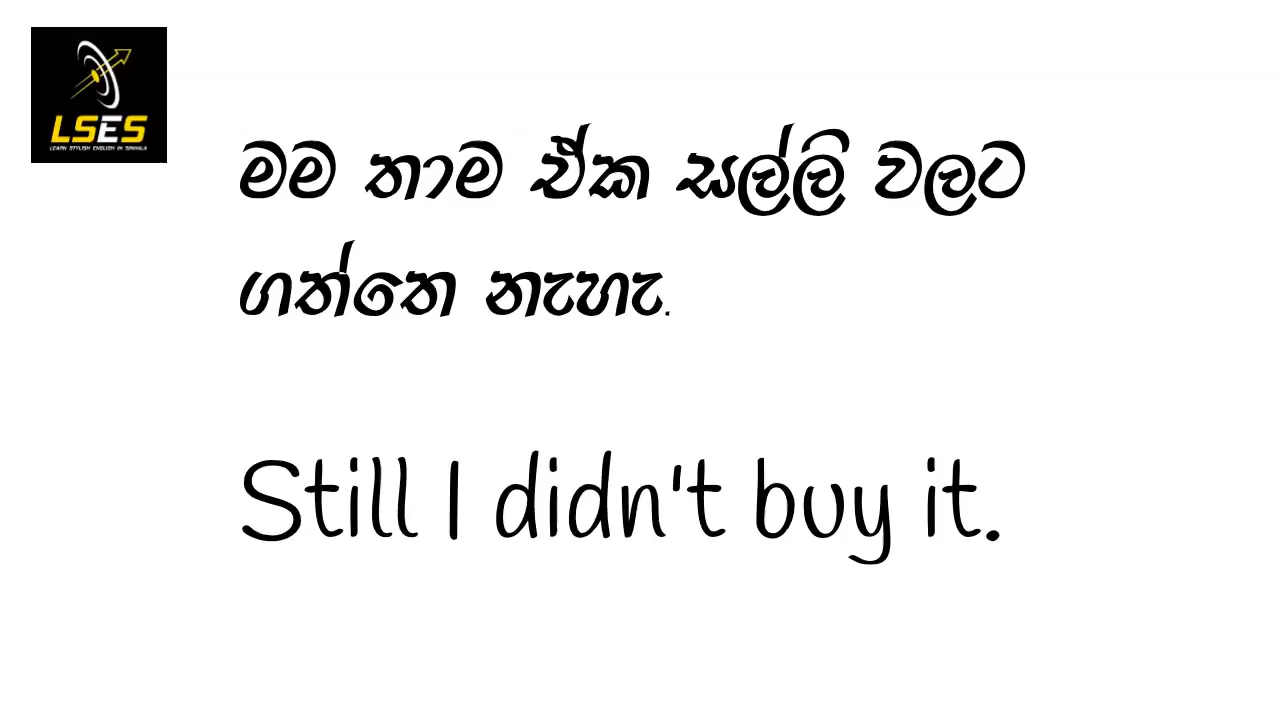 LSES
LEARN STYLISH ENGLISH IN SINHALA
මම තාම ඒක සල්ලි වලට
ගත්තෙ නැහැ.
Still I didn't buy it.